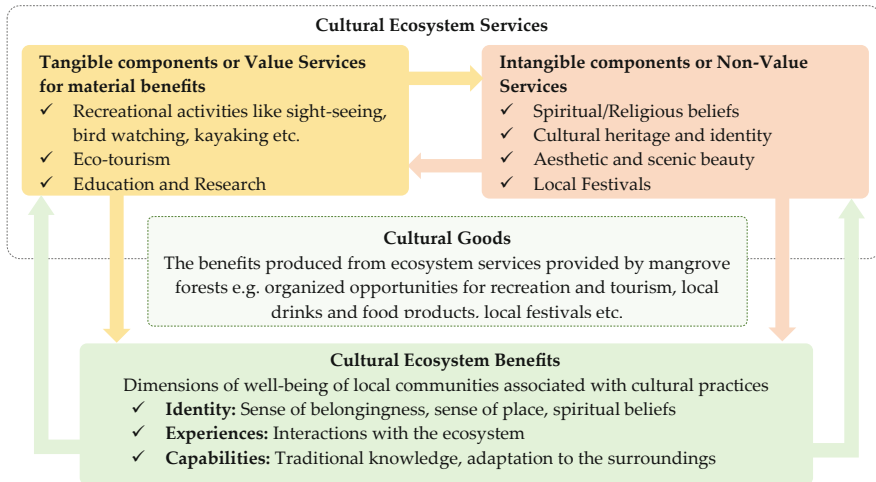 Cultural Ecosystem Services
Tangible components or Value Services
for material benefits
✓ Recreational activities like sight-seeing,
bird watching, kayaking etc.
✓ Eco-tourism
✓ Education and Research
Intangible components or Non-Value
Services
✓ Spiritual/Religious beliefs
✓ Cultural heritage and identity
✓ Aesthetic and scenic beauty
✓ Local Festivals
Cultural Goods
The benefits produced from ecosystem services provided by mangrove
forests e.g. organized opportunities for recreation and tourism, local
drinks and food products, local festivals etc.
Cultural Ecosystem Benefits
Dimensions of well-being of local communities associated with cultural practices
✓ Identity: Sense of belongingness, sense of place, spiritual beliefs
✓ Experiences: Interactions with the ecosystem
✓ Capabilities: Traditional knowledge, adaptation to the surroundings